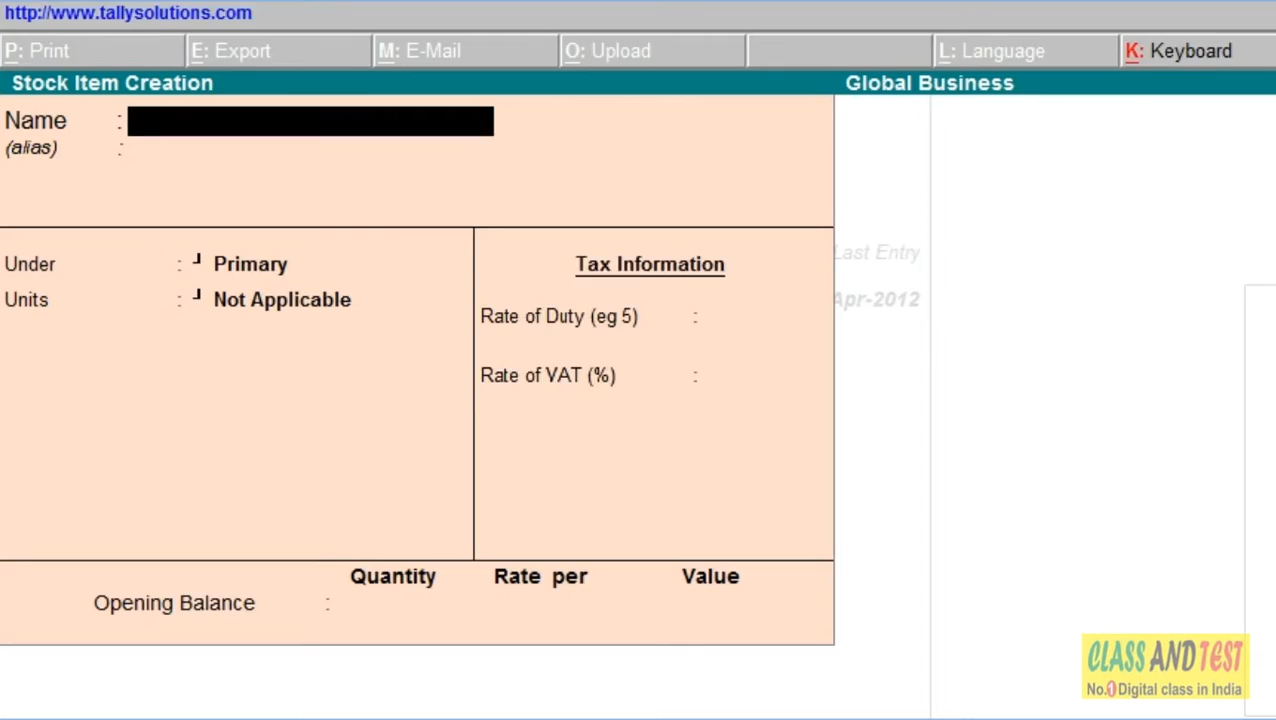 http://www.tallysolutions.com
P: Print E: Export M: E-Mail O: Upload L: Language K: Keyboard
Stock Item Creation Global Business
Name :
(alias) :
Under : Primary
Units : Not Applicable
Tax Information
Rate of Duty (eg 5) :
Rate of VAT (%) :
Last Entry
Apr-2012
Quantity Rate per Value
Opening Balance :
CLASS AND TEST
No.1 Digital class in India